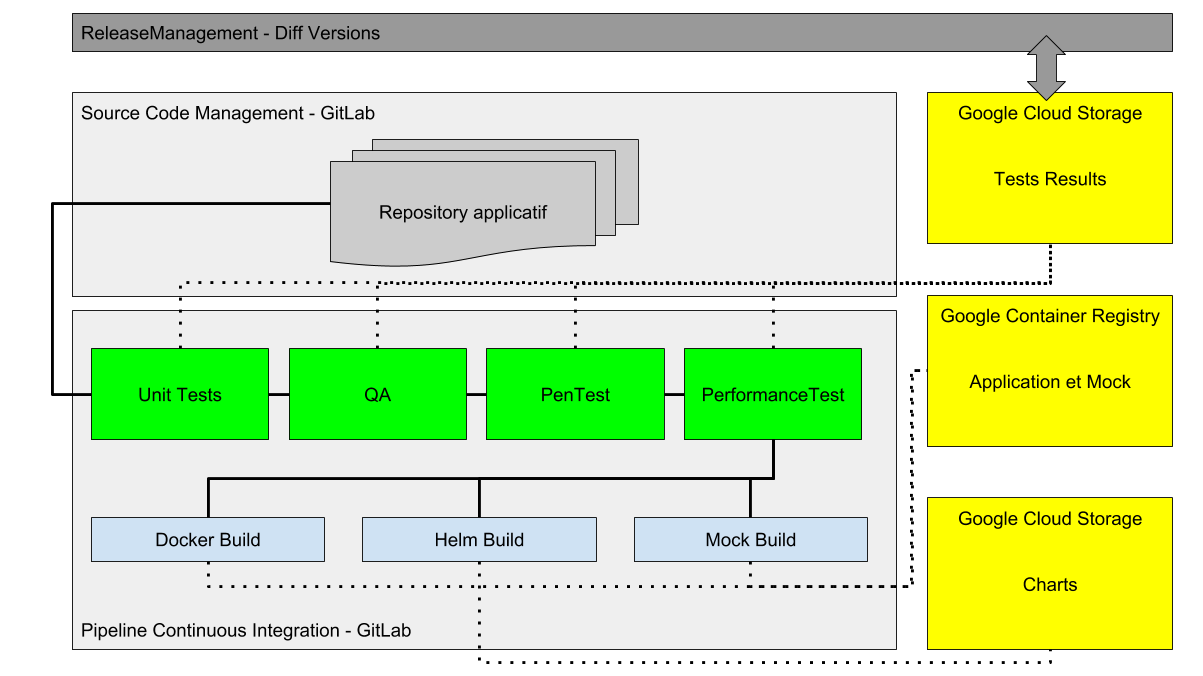 ReleaseManagement - Diff Versions
Source Code Management - GitLab
Repository applicatif
Google Cloud Storage
Tests Results
Google Container Registry
Application et Mock
Unit Tests
QA
PenTest
PerformanceTest
Docker Build
Helm Build
Mock Build
Google Cloud Storage
Charts
Pipeline Continuous Integration - GitLab